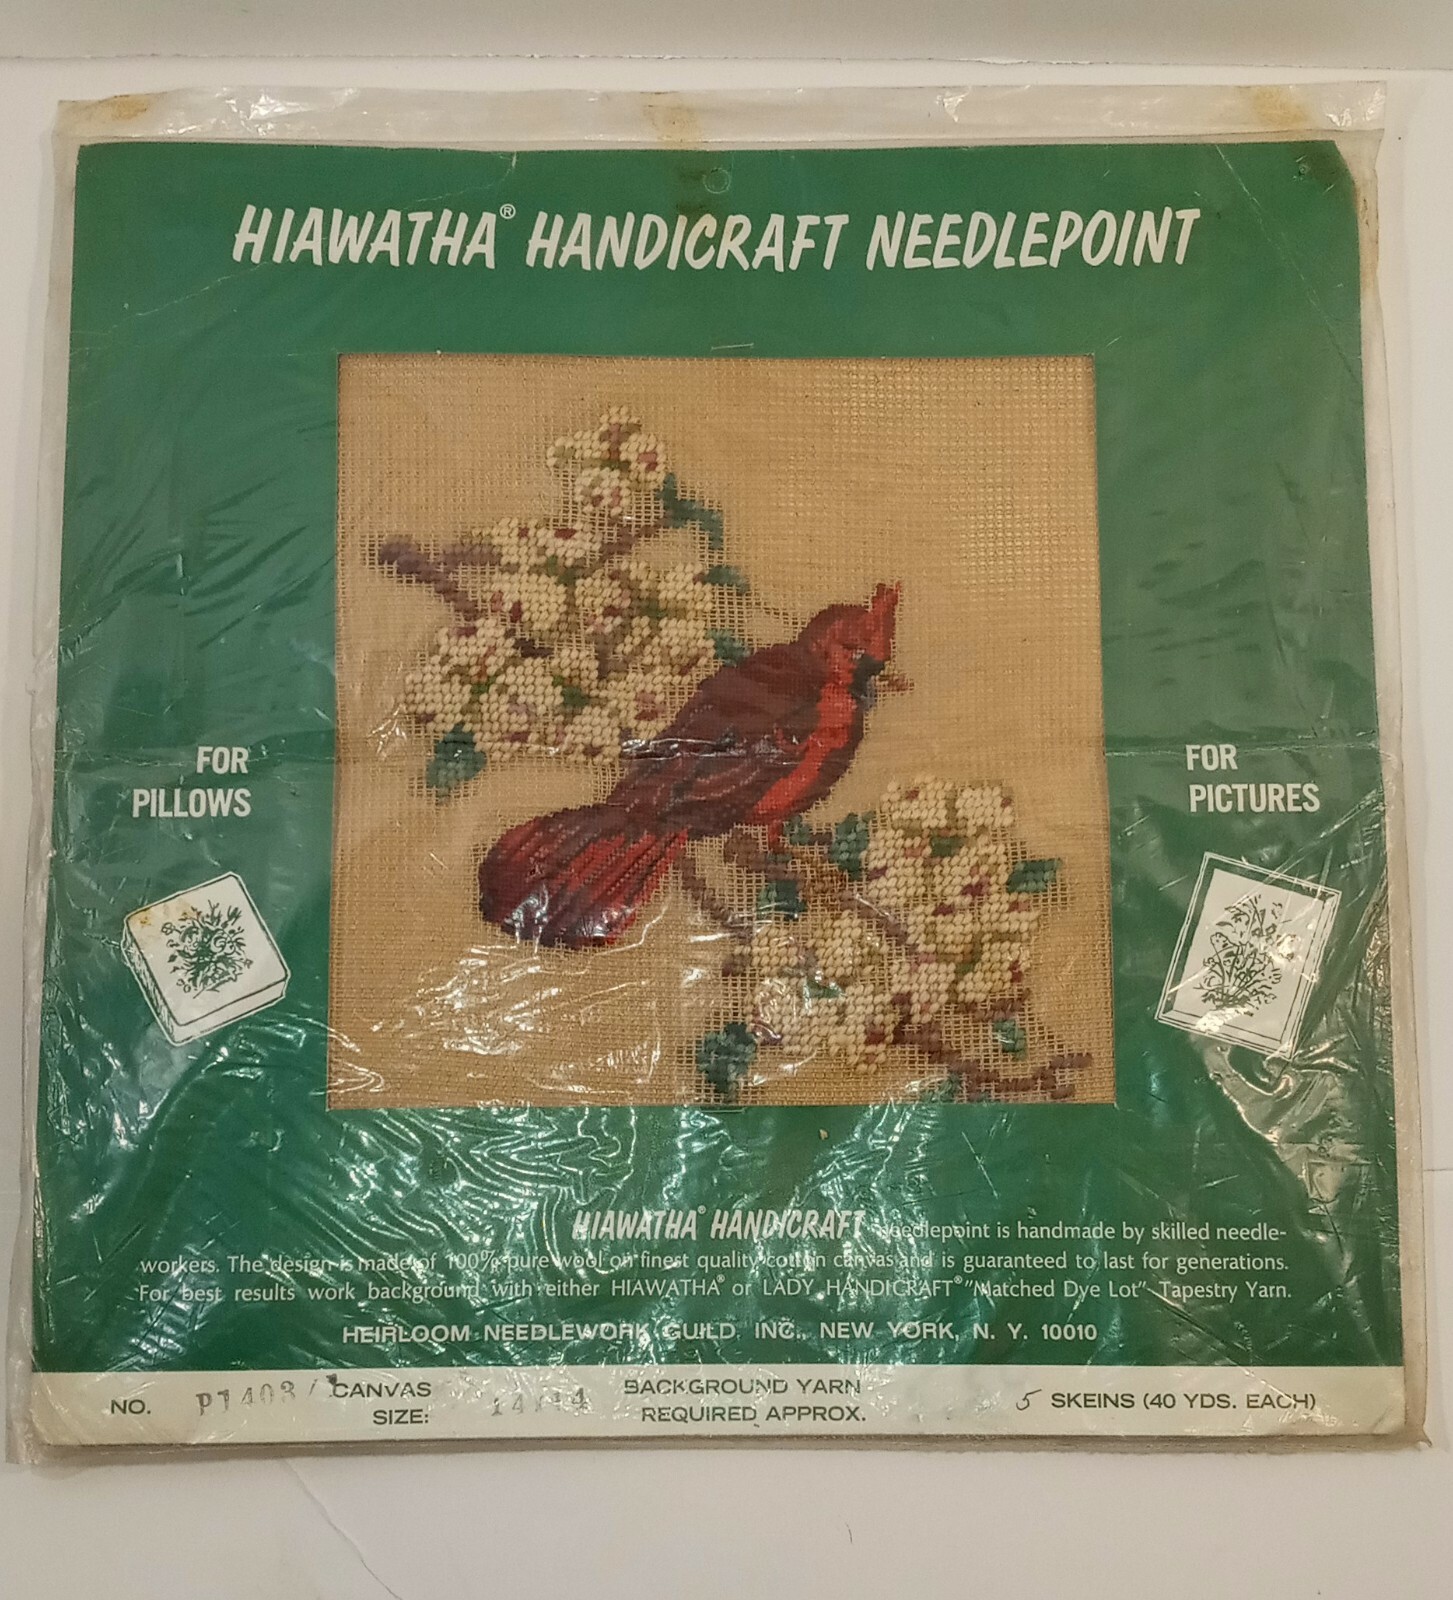 HIAWATHA® HANDICRAFT NEEDLEPOINT
FOR
PILLOWS
FOR
PICTURES
HIAWATHA® HANDICRAFT needlepoint is handmade by skilled needle-
workers. The design is made of 100% pure wool on finest quality cotton canvas and is guaranteed to last for generations.
For best results work background with either HIAWATHA® or LADY HANDICRAFT® "Matched Dye Lot" Tapestry Yarn.
HEIRLOOM NEEDLEWORK GUILD, INC., NEW YORK, N. Y. 10010
NO. CANVAS SIZE: 14 BACKGROUND YARN REQUIRED APPROX. 5 SKEINS (40 YDS. EACH)